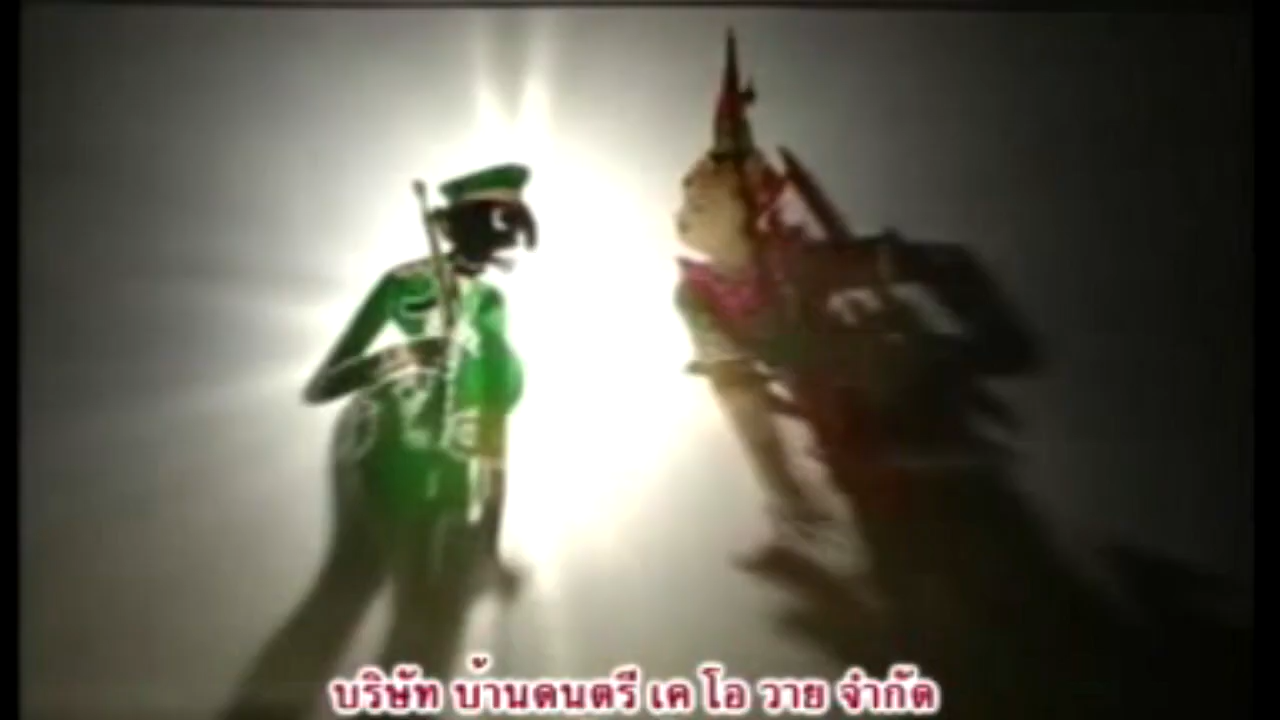 บริษัท บ้านดนตรี เค โอ วาย จำกัด